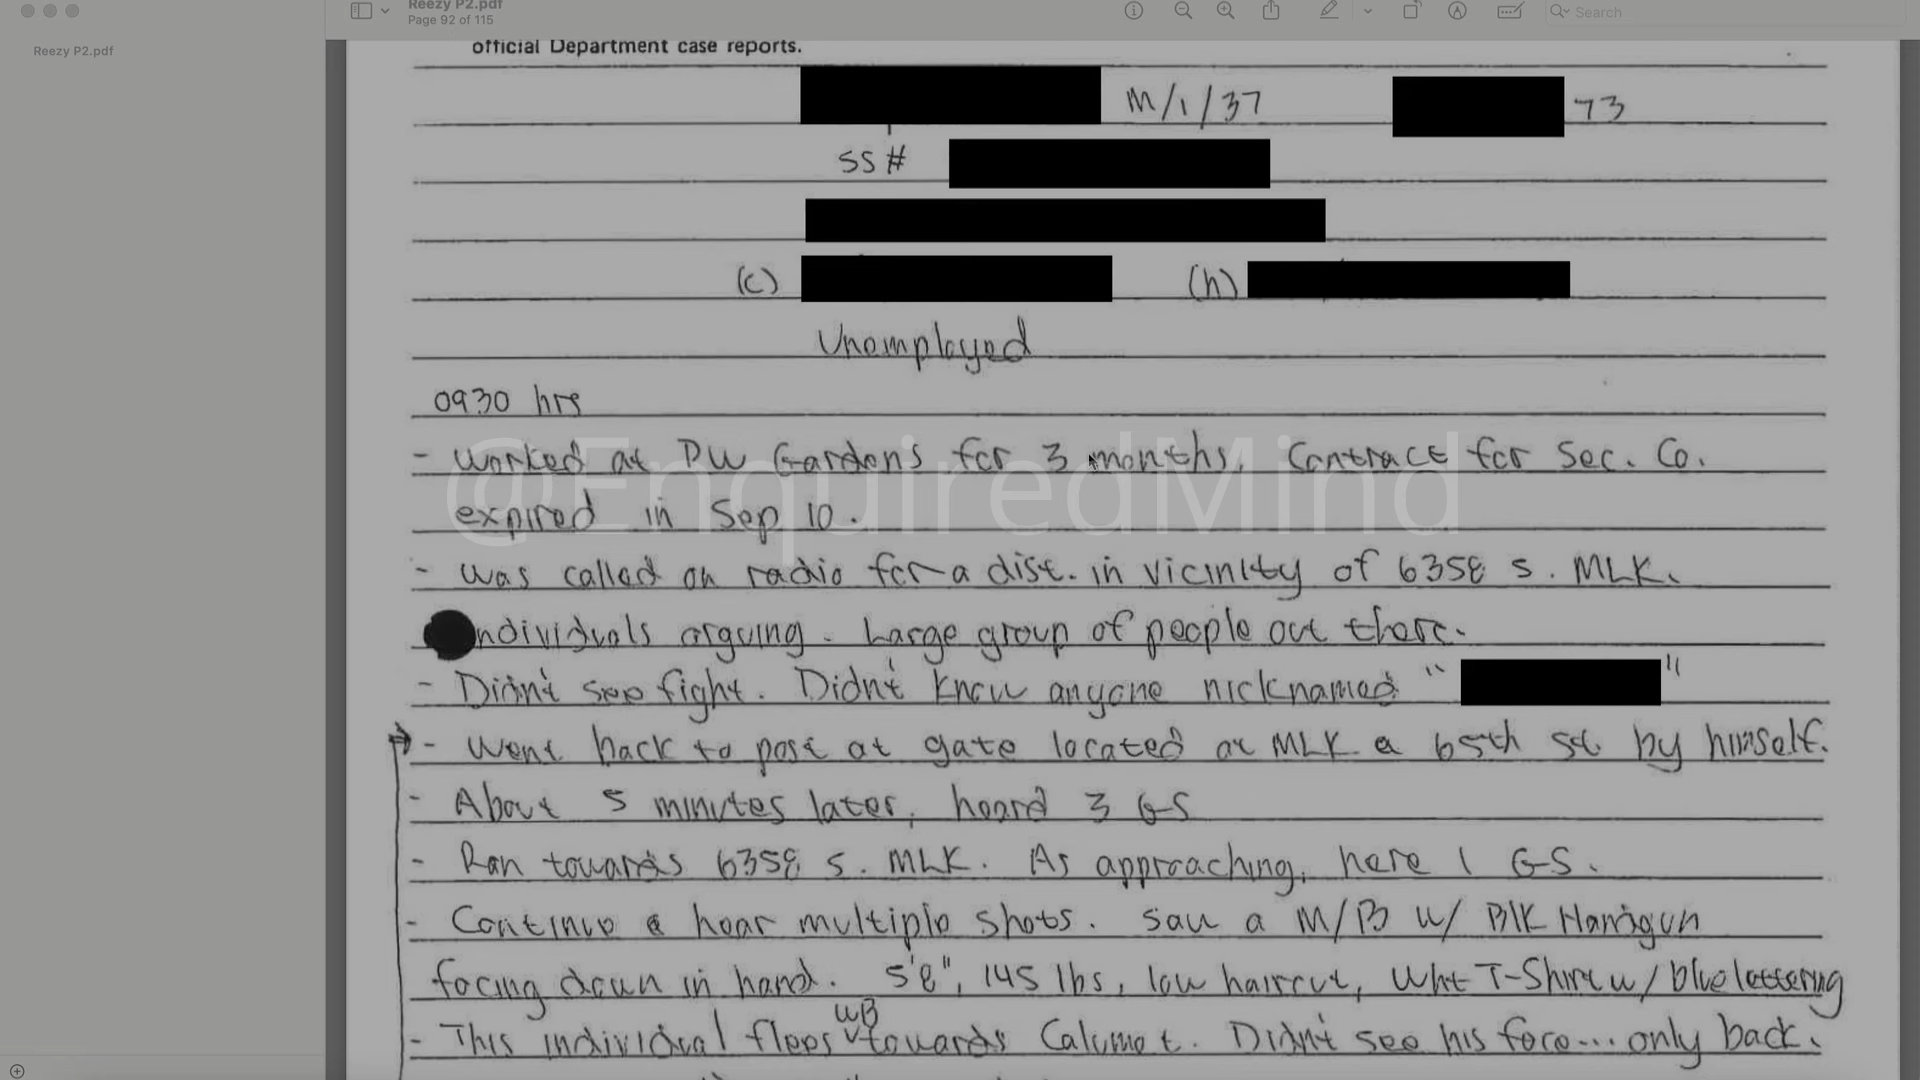 Reezy P2.pdf
Page 92 of 115
Search
Reezy P2.pdf
official Department case reports.
M/1/37 73
SS#
(c) (h)
Unemployed
0930 hrs
- Worked at PW Gardens for 3 months. Contract for Sec. Co.
expired in Sep 10.
- Was called on radio for a dist. in vicinity of 6358 S. MLK.
ndividuals arguing. Large group of people out there.
- Didn't see fight. Didn't know anyone nicknamed " "
- Went back to post at gate located at MLK @ 65th St by himself.
- About 5 minutes later, heard 3 GS
- Ran towards 6358 S. MLK. As approaching, here 1 GS.
- Continue & hear multiple shots. Saw a M/B w/ Blk Handgun
facing down in hand. 5'8", 145 lbs, low haircut, Wht T-Shirt w/ blue lettering
- This individual flees WB towards Calumet. Didn't see his face... only back.
@EnquiredMind